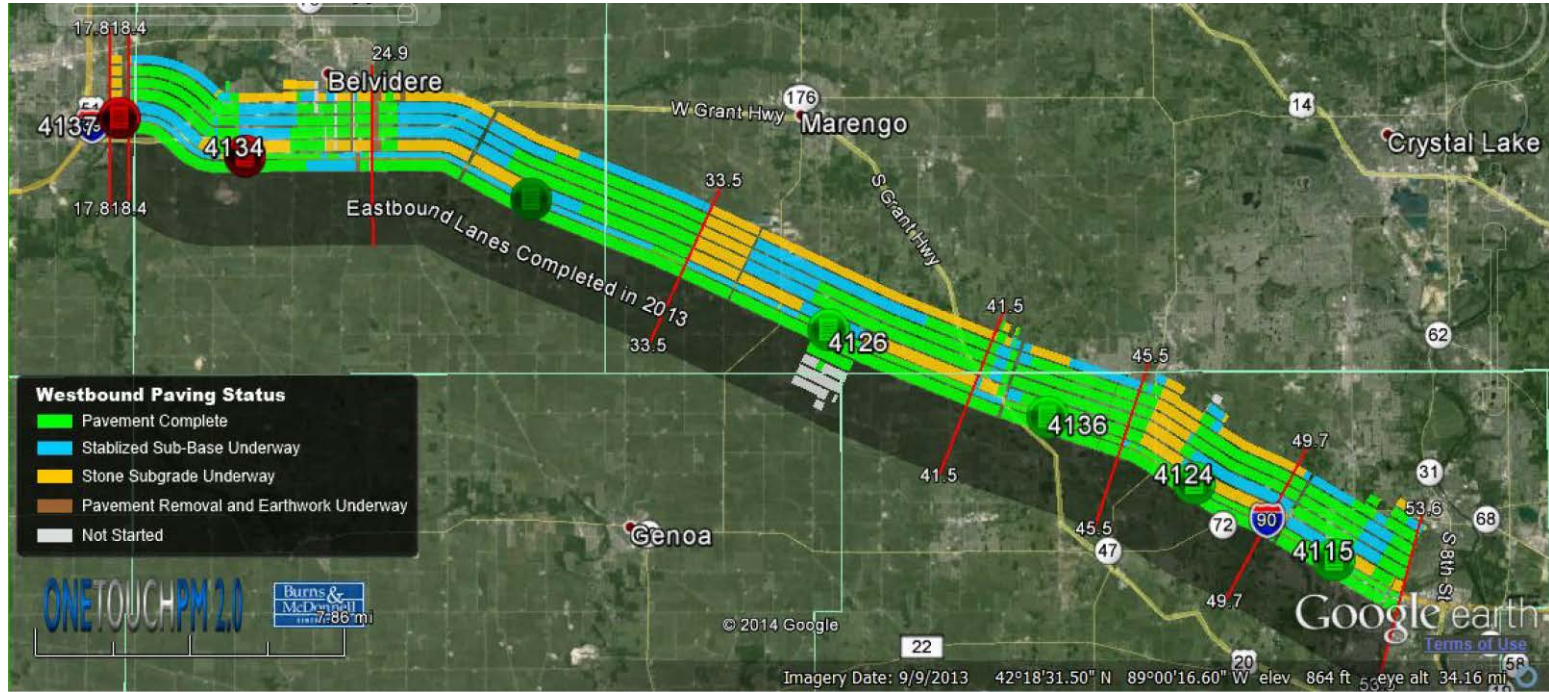 17.818.4
24.9
Belvidere
176
W Grant Hwy
Marengo
14
Crystal Lake
4137
4134
17.818.4
33.5
S Grant Hwy
Eastbound Lanes Completed in 2013
33.5
4126
41.5
62
45.5
4136
41.5
49.7
31
4124
53.6
68
72
90
45.5
47
4115
S 8th St
49.7
Westbound Paving Status
Pavement Complete
Stablized Sub-Base Underway
Stone Subgrade Underway
Pavement Removal and Earthwork Underway
Not Started
Genoa
ONETOUCHPM 2.0
Burns &
McDonnell
7.86 mi
© 2014 Google
Google earth
Terms of Use
22
20
58
Imagery Date: 9/9/2013 42°18'31.50" N 89°00'16.60" W elev 864 ft eye alt 34.16 mi